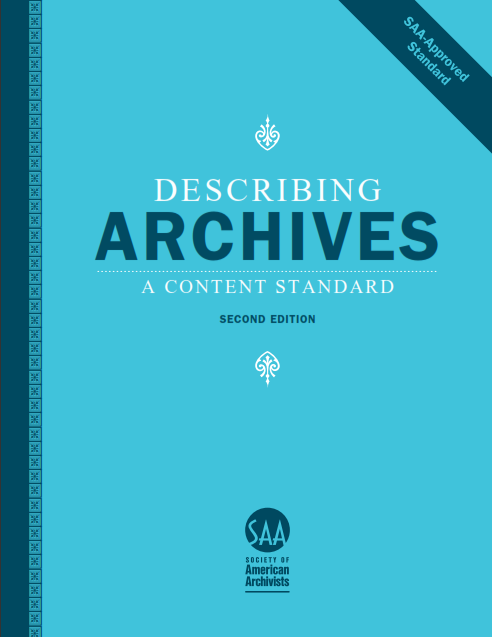 SAA-Approved
Standard
DESCRIBING
ARCHIVES
A CONTENT STANDARD
SECOND EDITION
SAA
SOCIETY OF
American
Archivists